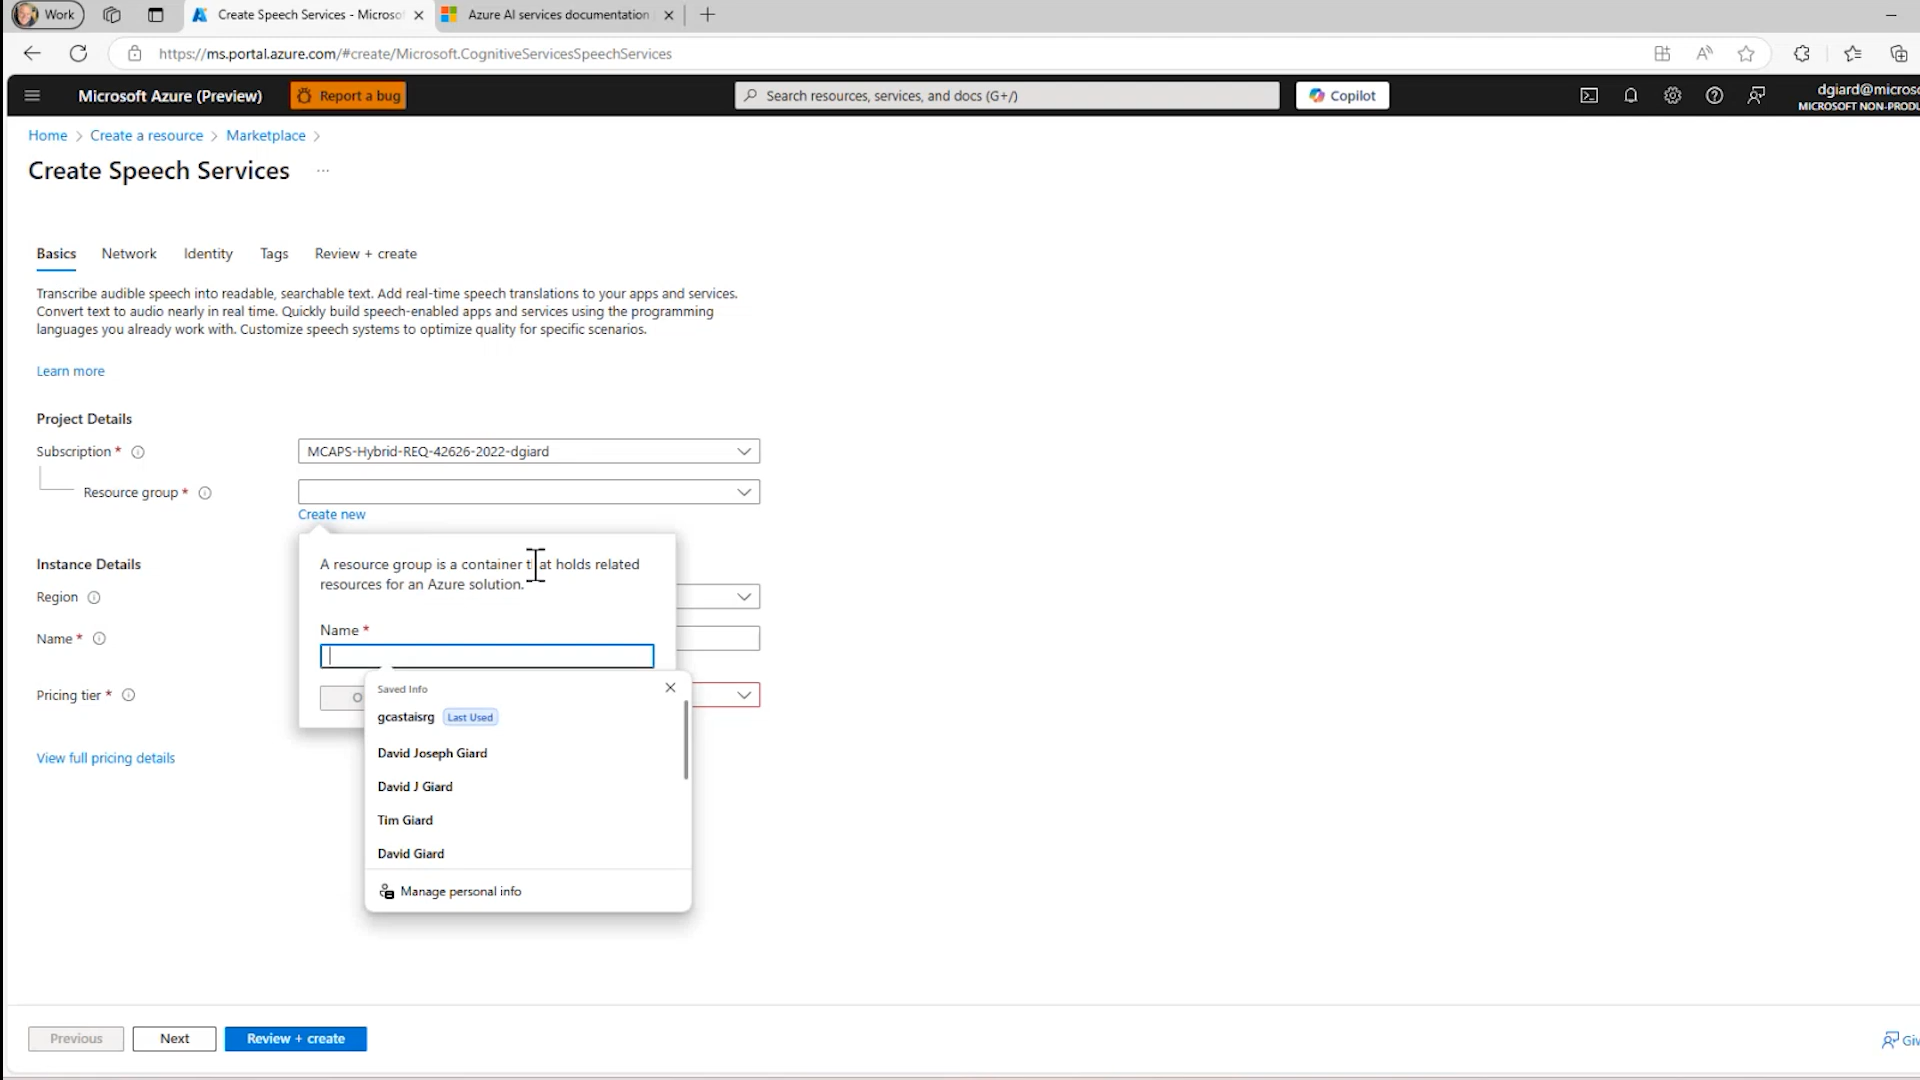 Work
Create Speech Services - Microso
Azure AI services documentation
https://ms.portal.azure.com/#create/Microsoft.CognitiveServicesSpeechServices
Microsoft Azure (Preview)
Report a bug
Search resources, services, and docs (G+/)
Copilot
dgiard@microso
MICROSOFT NON-PRODU
Home > Create a resource > Marketplace >
Create Speech Services ...
Basics Network Identity Tags Review + create
Transcribe audible speech into readable, searchable text. Add real-time speech translations to your apps and services.
Convert text to audio nearly in real time. Quickly build speech-enabled apps and services using the programming
languages you already work with. Customize speech systems to optimize quality for specific scenarios.
Learn more
Project Details
Subscription *
MCAPS-Hybrid-REQ-42626-2022-dgiard
Resource group *
Create new
A resource group is a container that holds related
resources for an Azure solution.
Instance Details
Region
Name *
Name *
Pricing tier *
O
Saved Info
gcastaisrg Last Used
David Joseph Giard
David J Giard
Tim Giard
David Giard
Manage personal info
View full pricing details
Previous
Next
Review + create
Giv